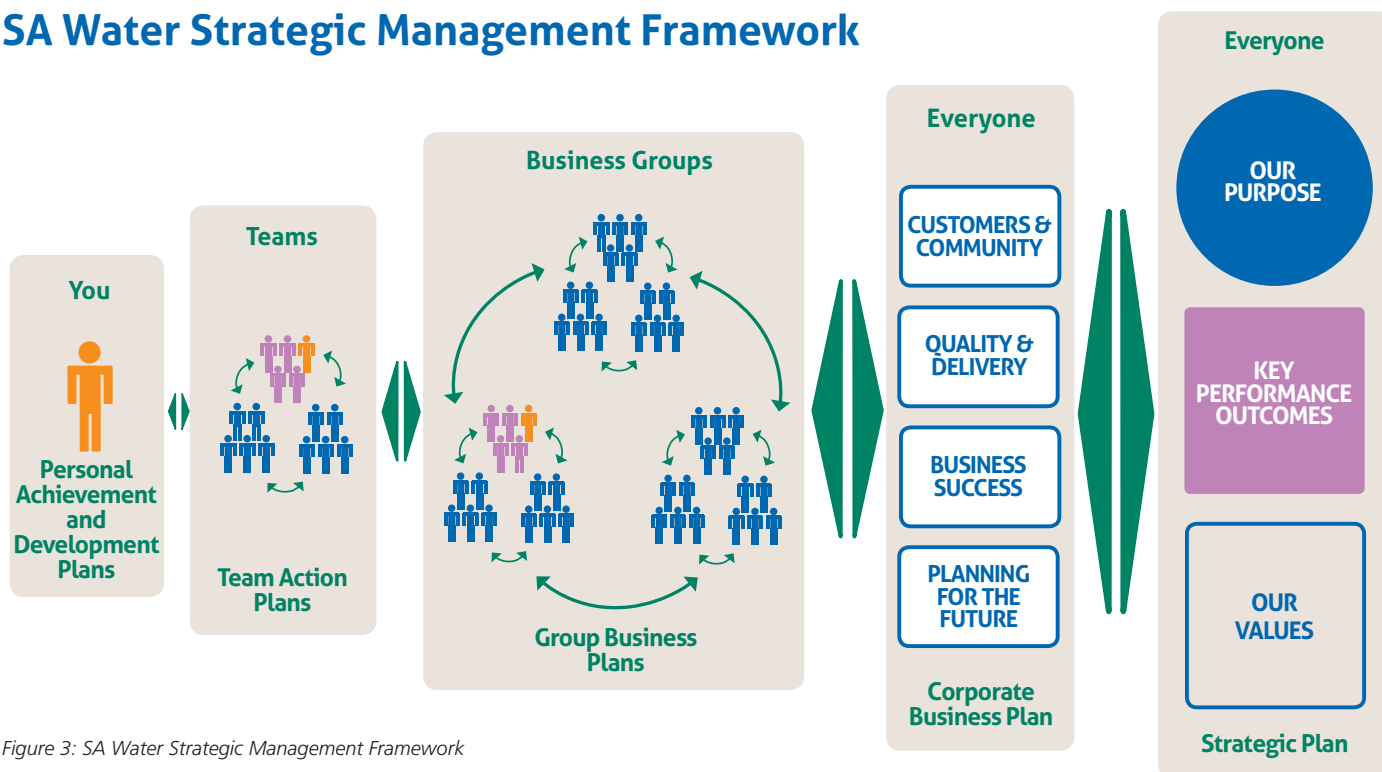 SA Water Strategic Management Framework
You
Personal
Achievement
and
Development
Plans
Teams
Team Action
Plans
Business Groups
Group Business
Plans
Everyone
CUSTOMERS &
COMMUNITY
QUALITY &
DELIVERY
BUSINESS
SUCCESS
PLANNING
FOR THE
FUTURE
Corporate
Business Plan
Everyone
OUR
PURPOSE
KEY
PERFORMANCE
OUTCOMES
OUR
VALUES
Strategic Plan
Figure 3: SA Water Strategic Management Framework